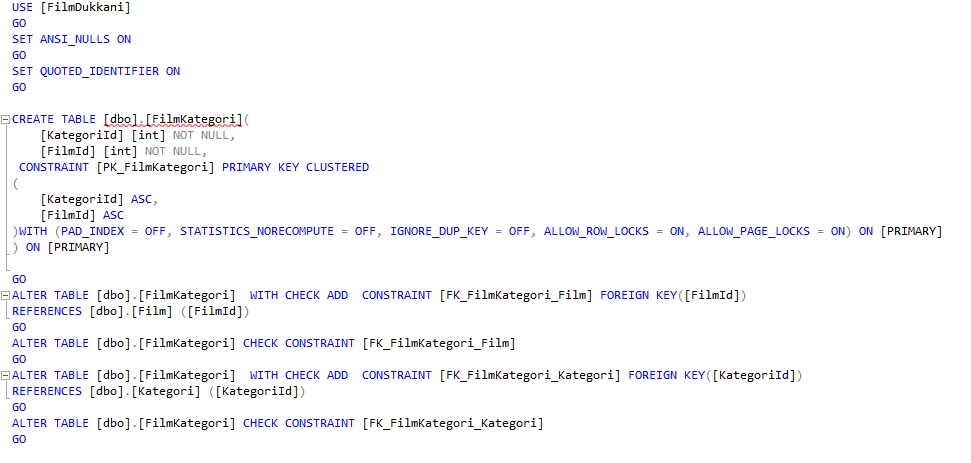 USE [FilmDukkani]
GO
SET ANSI_NULLS ON
GO
SET QUOTED_IDENTIFIER ON
GO
CREATE TABLE [dbo].[FilmKategori](
[KategoriId] [int] NOT NULL,
[FilmId] [int] NOT NULL,
CONSTRAINT [PK_FilmKategori] PRIMARY KEY CLUSTERED
(
[KategoriId] ASC,
[FilmId] ASC
)WITH (PAD_INDEX = OFF, STATISTICS_NORECOMPUTE = OFF, IGNORE_DUP_KEY = OFF, ALLOW_ROW_LOCKS = ON, ALLOW_PAGE_LOCKS = ON) ON [PRIMARY]
) ON [PRIMARY]
GO
ALTER TABLE [dbo].[FilmKategori]  WITH CHECK ADD  CONSTRAINT [FK_FilmKategori_Film] FOREIGN KEY([FilmId])
REFERENCES [dbo].[Film] ([FilmId])
GO
ALTER TABLE [dbo].[FilmKategori] CHECK CONSTRAINT [FK_FilmKategori_Film]
GO
ALTER TABLE [dbo].[FilmKategori]  WITH CHECK ADD  CONSTRAINT [FK_FilmKategori_Kategori] FOREIGN KEY([KategoriId])
REFERENCES [dbo].[Kategori] ([KategoriId])
GO
ALTER TABLE [dbo].[FilmKategori] CHECK CONSTRAINT [FK_FilmKategori_Kategori]
GO